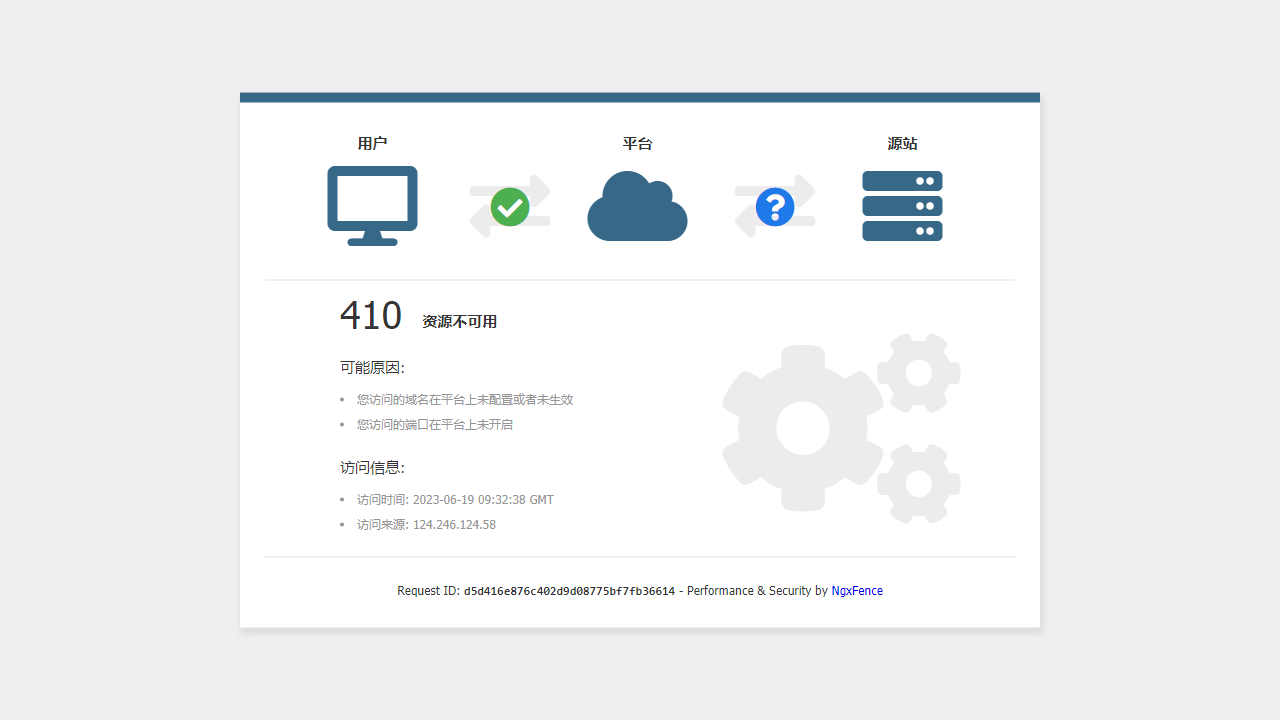 用户
平台
源站
410 资源不可用
可能原因:
您访问的域名在平台上未配置或者未生效
您访问的端口在平台上未开启
访问信息:
访问时间: 2023-06-19 09:32:38 GMT
访问来源: 124.246.124.58
Request ID: d5d416e876c402d9d08775bf7fb36614 - Performance & Security by NgxFence